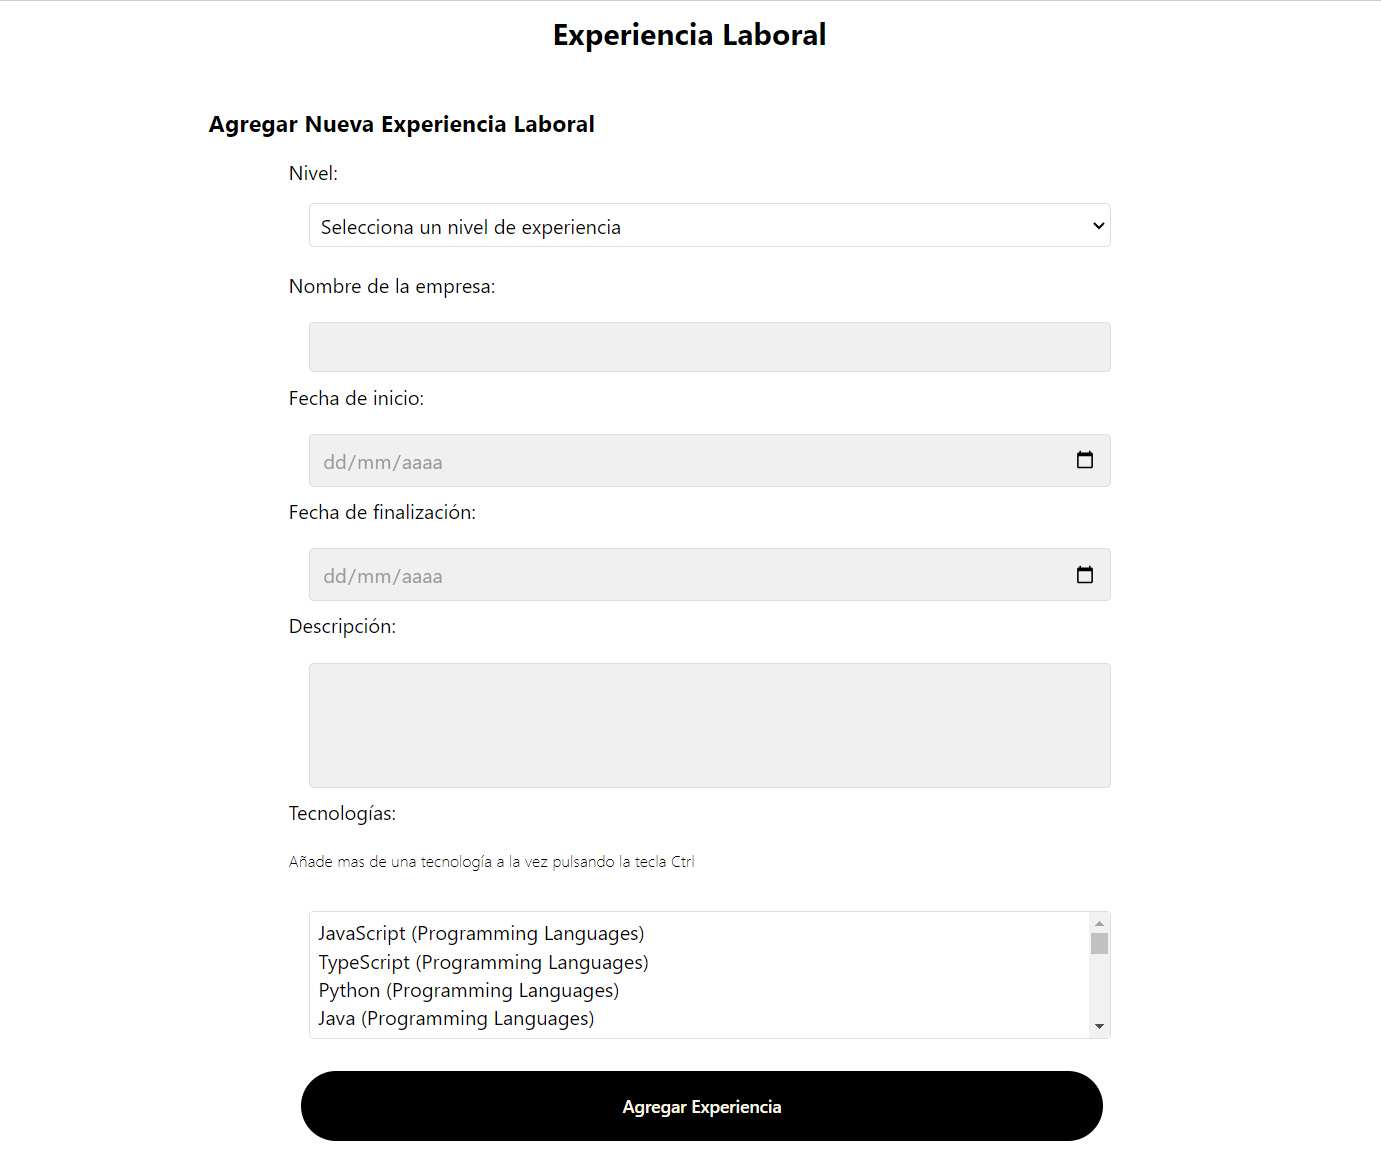 Experiencia Laboral
Agregar Nueva Experiencia Laboral
Nivel:
Selecciona un nivel de experiencia
Nombre de la empresa:
Fecha de inicio:
dd/mm/aaaa
Fecha de finalización:
dd/mm/aaaa
Descripción:
Tecnologías:
Añade mas de una tecnología a la vez pulsando la tecla Ctrl
JavaScript (Programming Languages)
TypeScript (Programming Languages)
Python (Programming Languages)
Java (Programming Languages)
Agregar Experiencia